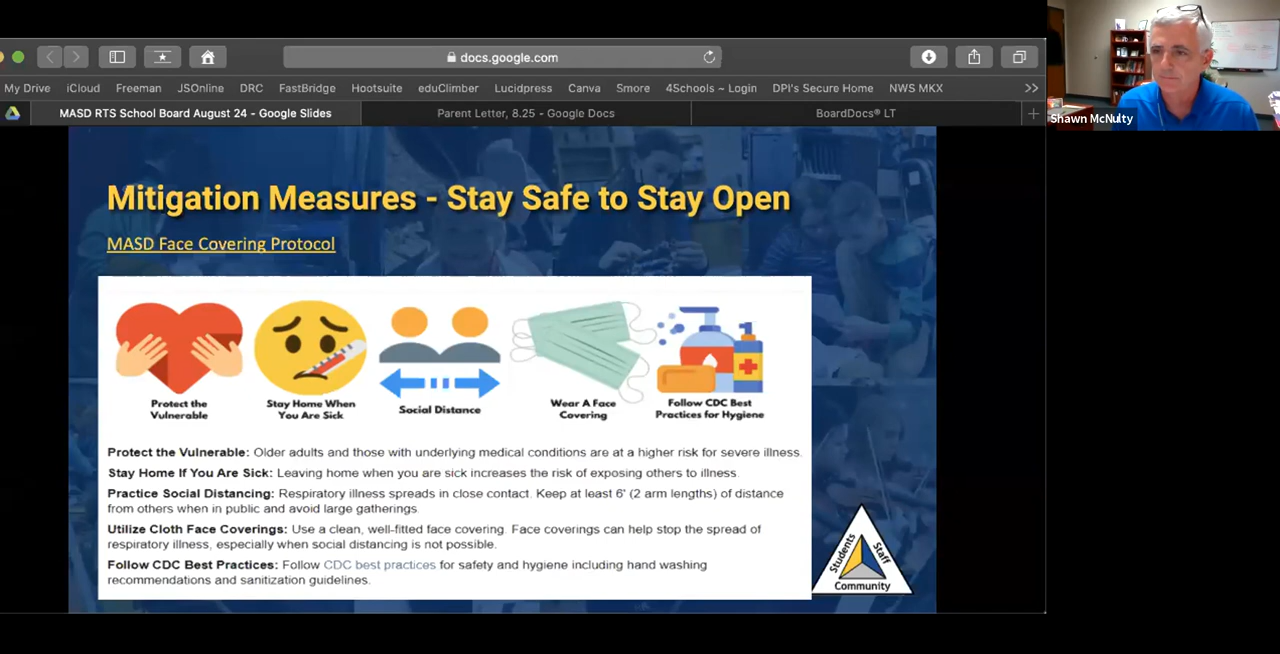 docs.google.com
My Drive iCloud Freeman JSOnline DRC FastBridge Hootsuite eduClimber Lucidpress Canva Smore 4Schools ~ Login DPI's Secure Home NWS MKX
MASD RTS School Board August 24 - Google Slides
Parent Letter, 8.25 - Google Docs
BoardDocs® LT
Shawn McNulty
Mitigation Measures - Stay Safe to Stay Open
MASD Face Covering Protocol
Protect the
Vulnerable
Stay Home When
You Are Sick
Social Distance
Wear A Face
Covering
Follow CDC Best
Practices for Hygiene
Protect the Vulnerable: Older adults and those with underlying medical conditions are at a higher risk for severe illness.
Stay Home If You Are Sick: Leaving home when you are sick increases the risk of exposing others to illness.
Practice Social Distancing: Respiratory illness spreads in close contact. Keep at least 6' (2 arm lengths) of distance
from others when in public and avoid large gatherings.
Utilize Cloth Face Coverings: Use a clean, well-fitted face covering. Face coverings can help stop the spread of
respiratory illness, especially when social distancing is not possible.
Follow CDC Best Practices: Follow CDC best practices for safety and hygiene including hand washing
recommendations and sanitization guidelines.
Students
Staff
Community